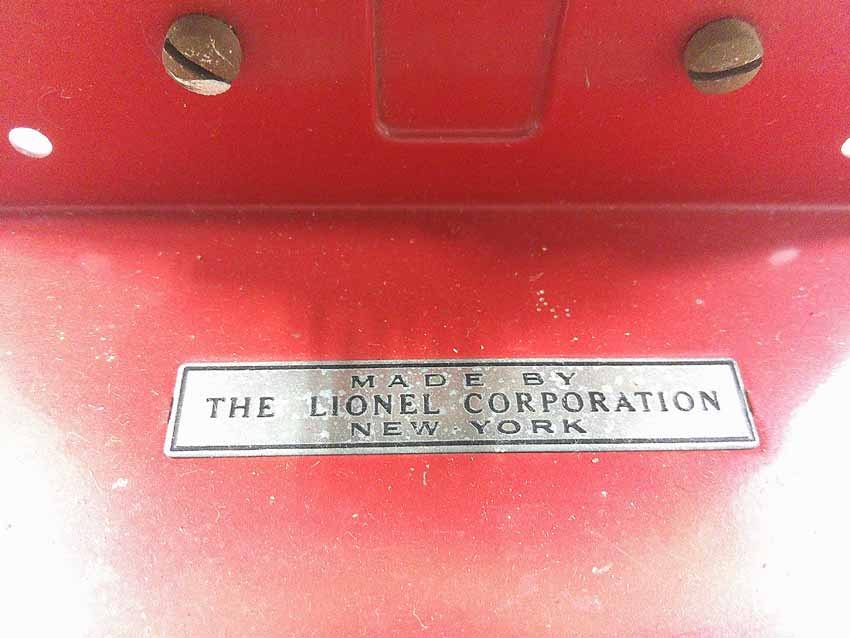 MADE BY
THE LIONEL CORPORATION
NEW YORK